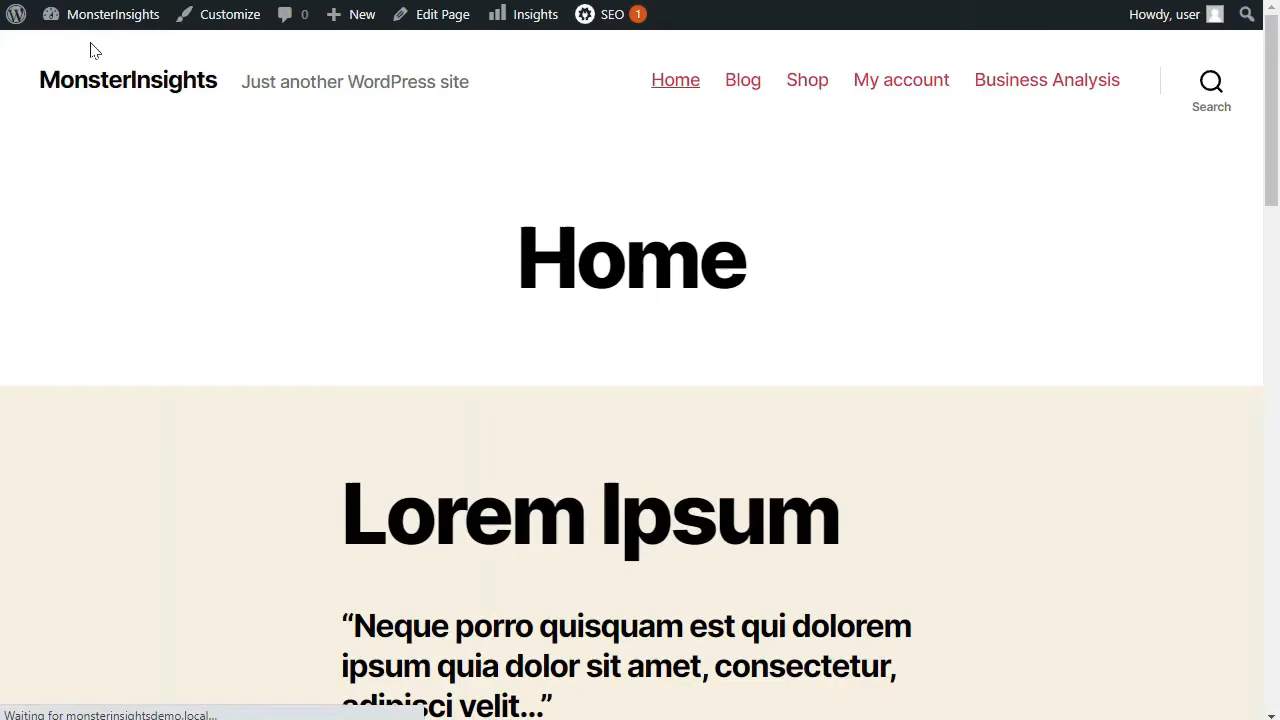 MonsterInsights Customize 0 New Edit Page Insights SEO 1 Howdy, user
MonsterInsights Just another WordPress site Home Blog Shop My account Business Analysis
Search
Home
Lorem Ipsum
“Neque porro quisquam est qui dolorem
ipsum quia dolor sit amet, consectetur,
adipisci velit...”
Waiting for monsterinsightsdemo.local...